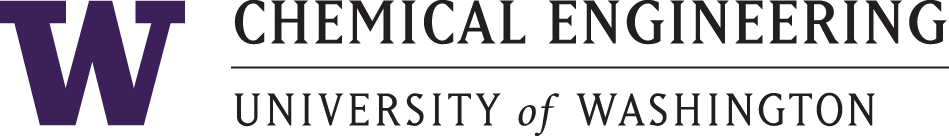 W
CHEMICAL ENGINEERING
UNIVERSITY of WASHINGTON